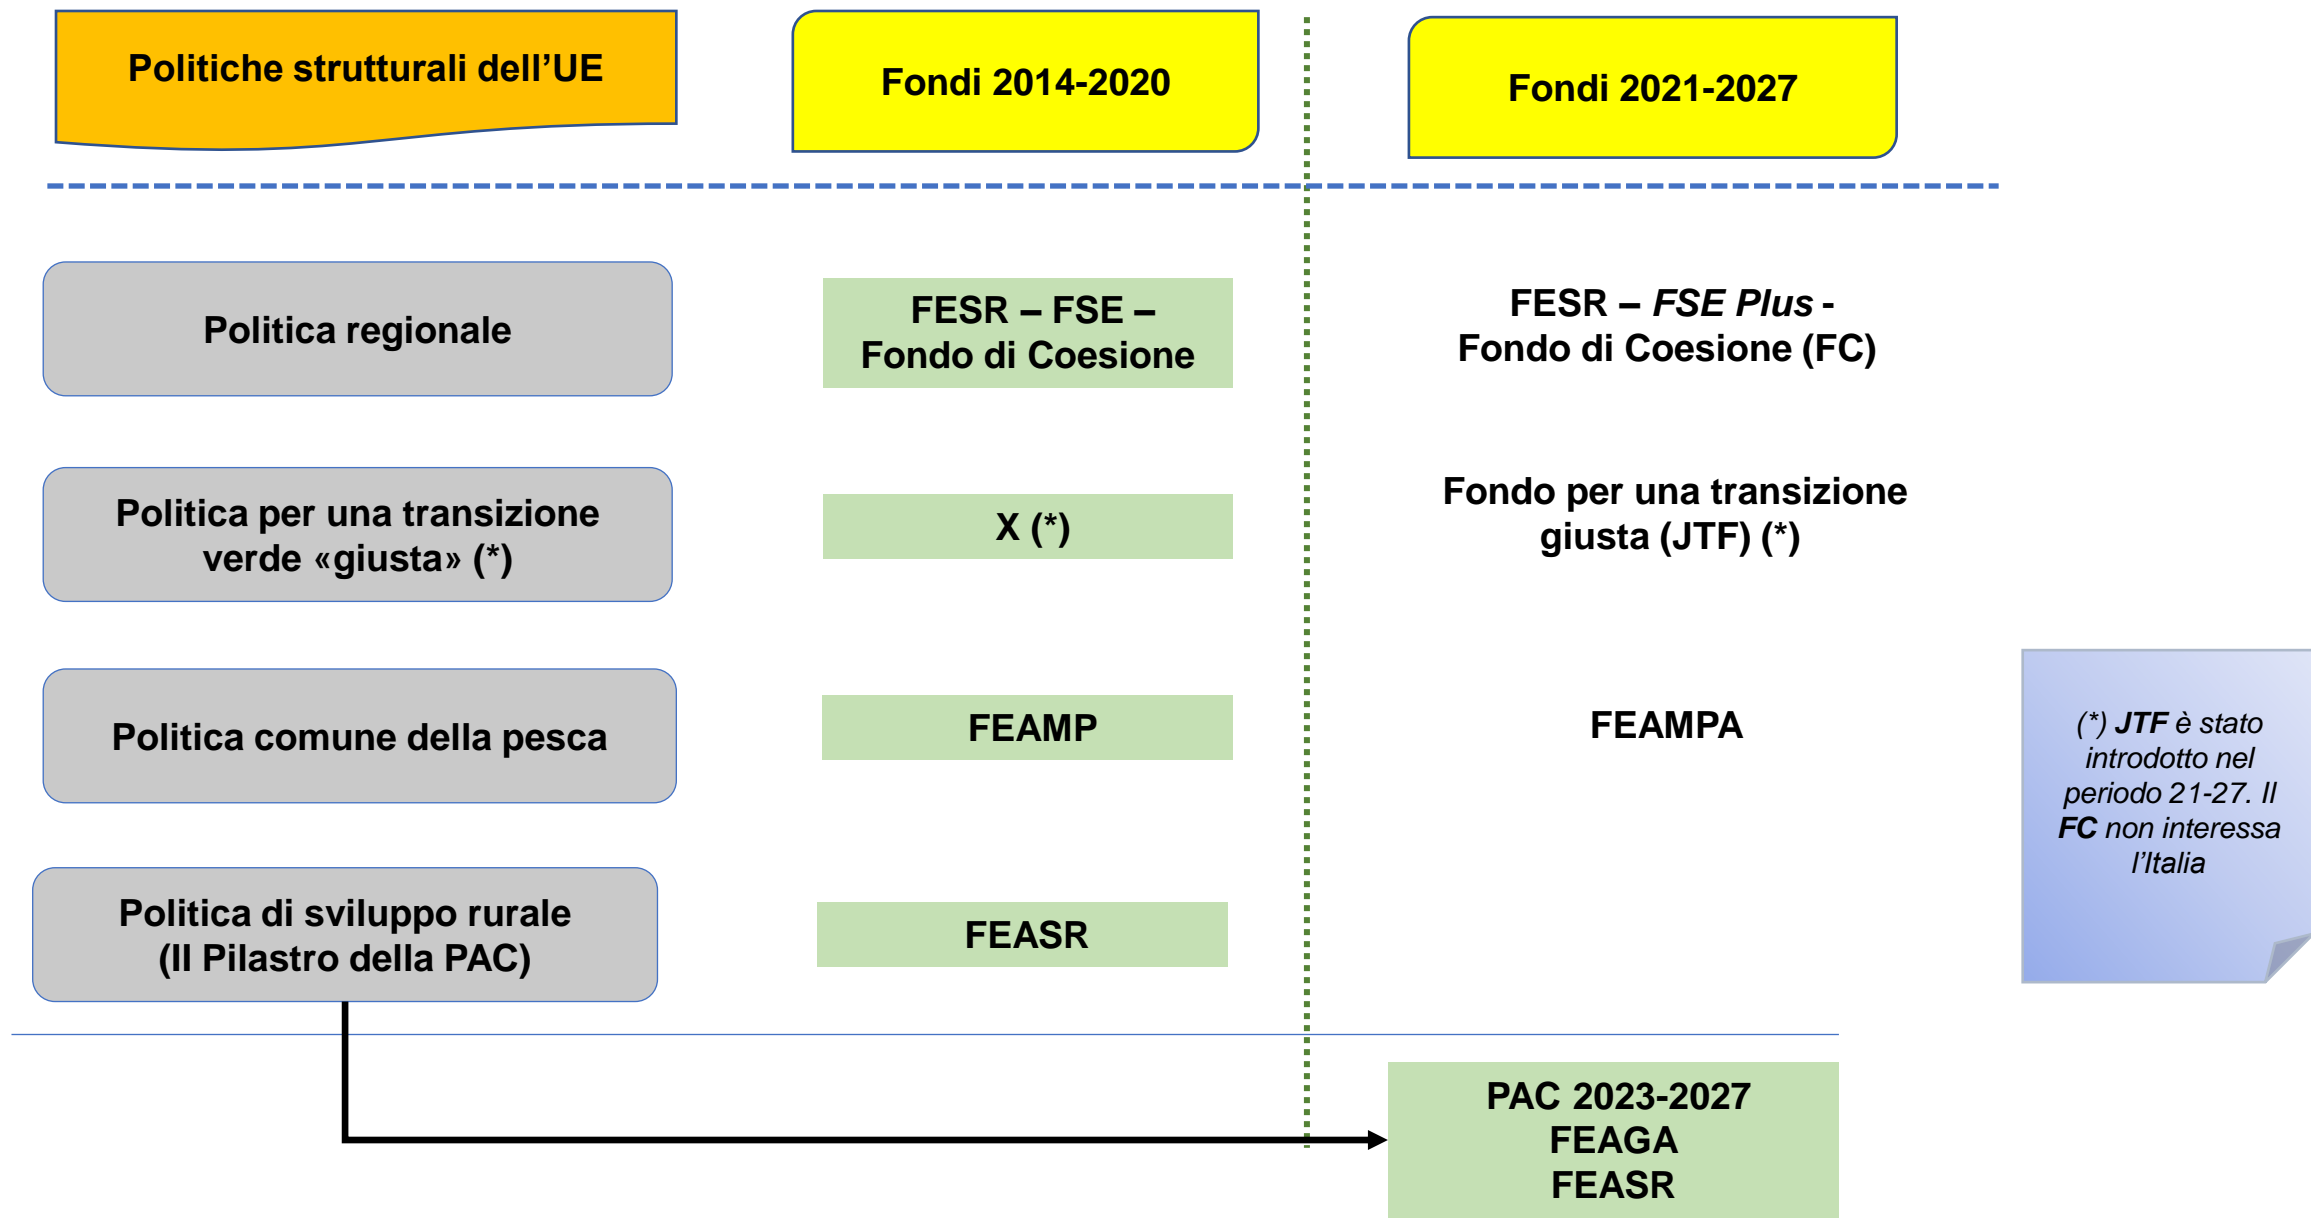 Politiche strutturali dell’UE
Fondi 2014-2020
Fondi 2021-2027
Politica regionale
FESR – FSE –
Fondo di Coesione
FESR – FSE Plus -
Fondo di Coesione (FC)
Politica per una transizione
verde «giusta» (*)
X (*)
Fondo per una transizione
giusta (JTF) (*)
Politica comune della pesca
FEAMP
FEAMPA
(*) JTF è stato
introdotto nel
periodo 21-27. Il
FC non interessa
l’Italia
Politica di sviluppo rurale
(II Pilastro della PAC)
FEASR
PAC 2023-2027
FEAGA
FEASR